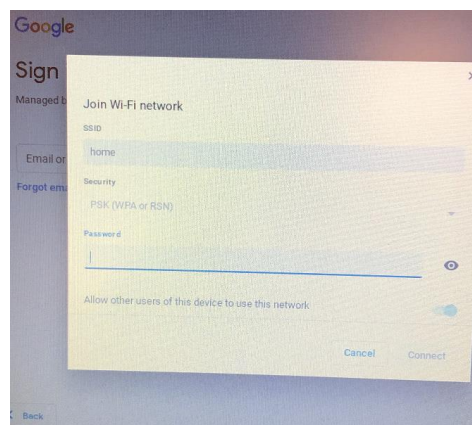 Google
Sign
Managed b
Email or
Forgot ema
Join Wi-Fi network
SSID
home
Security
PSK (WPA or RSN)
Password
Allow other users of this device to use this network
Cancel Connect
Back